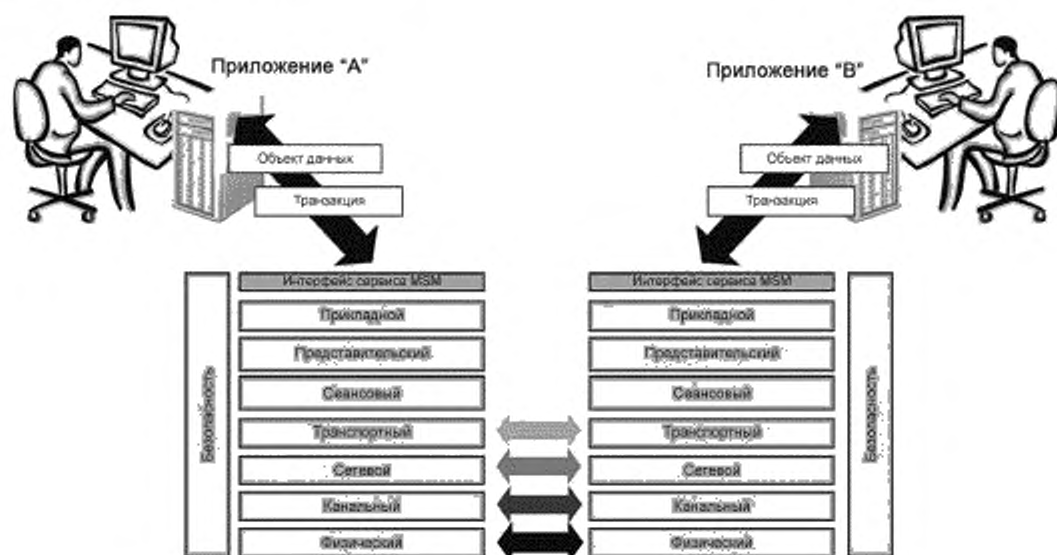 Приложение “А”
Приложение “В”
Объект данных
Объект данных
Транзакция
Транзакция
Интерфейс сервиса MSM
Интерфейс сервиса MSM
Прикладной
Прикладной
Представительский
Представительский
Сеансовый
Сеансовый
Безопасность
Безопасность
Транспортный
Транспортный
Сетевой
Сетевой
Канальный
Канальный
Физический
Физический